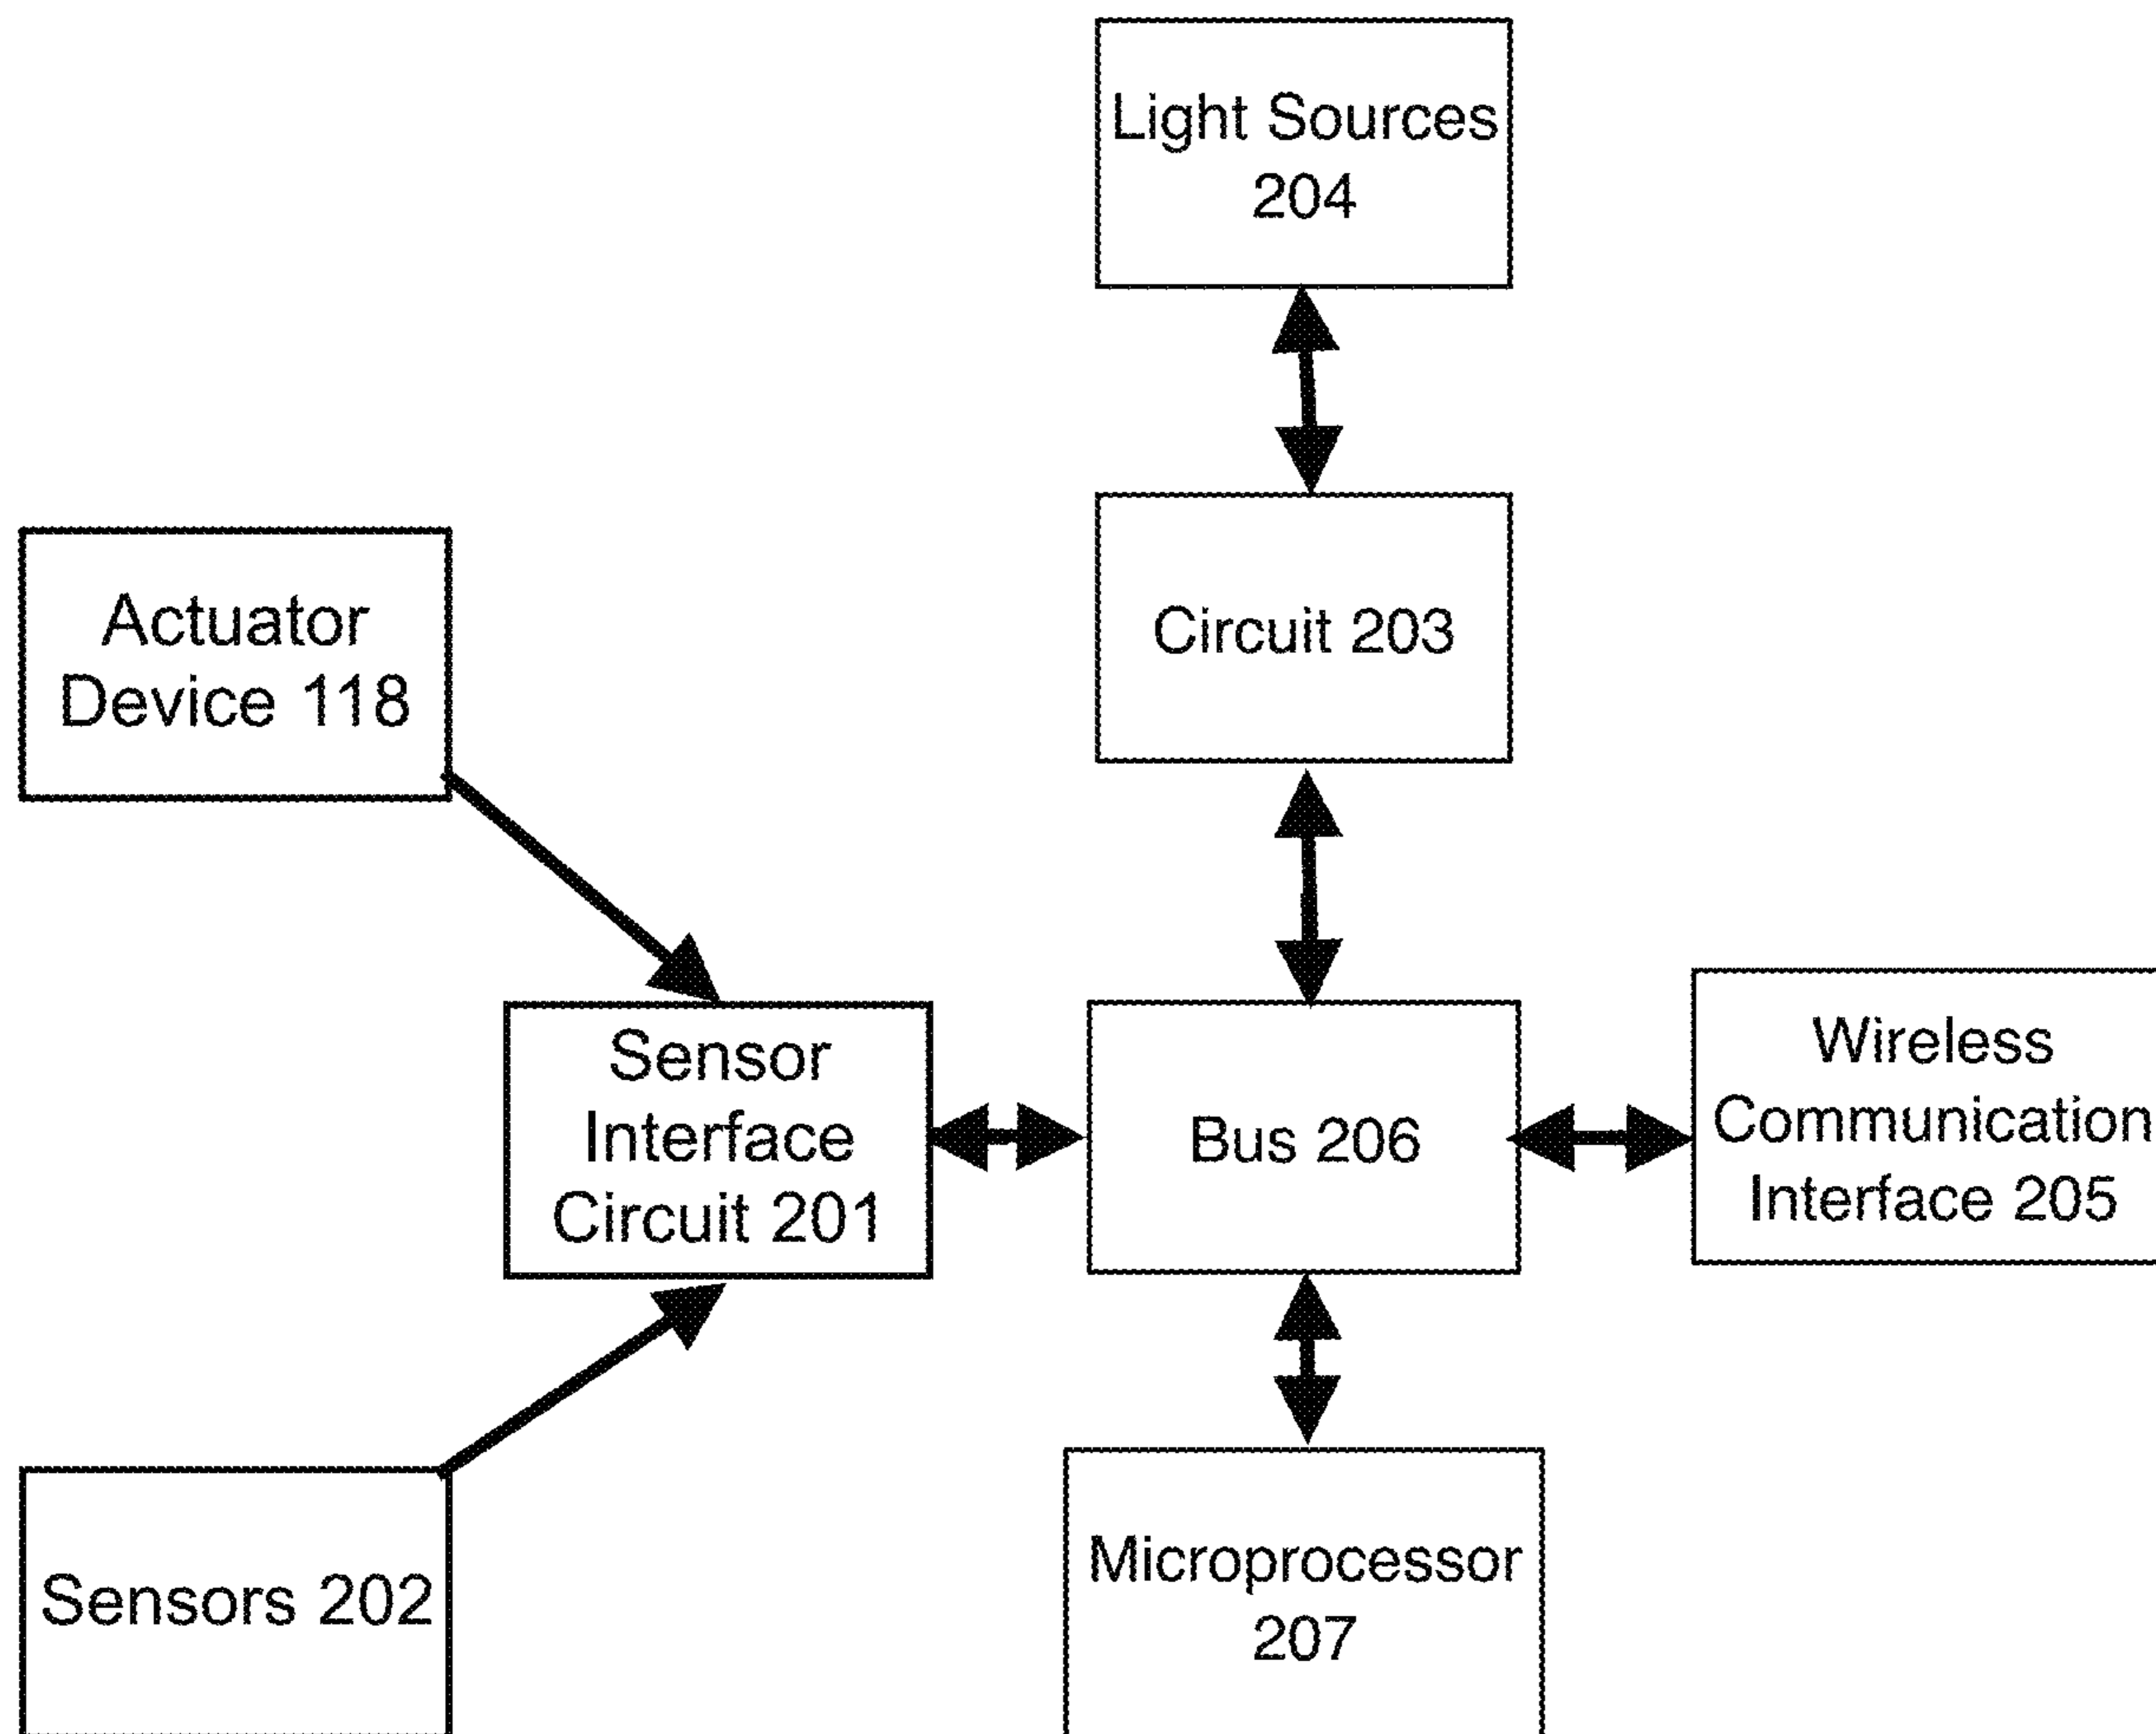 Light Sources
204
Circuit 203
Actuator
Device 118
Sensor
Interface
Circuit 201
Bus 206
Wireless
Communication
Interface 205
Sensors 202
Microprocessor
207